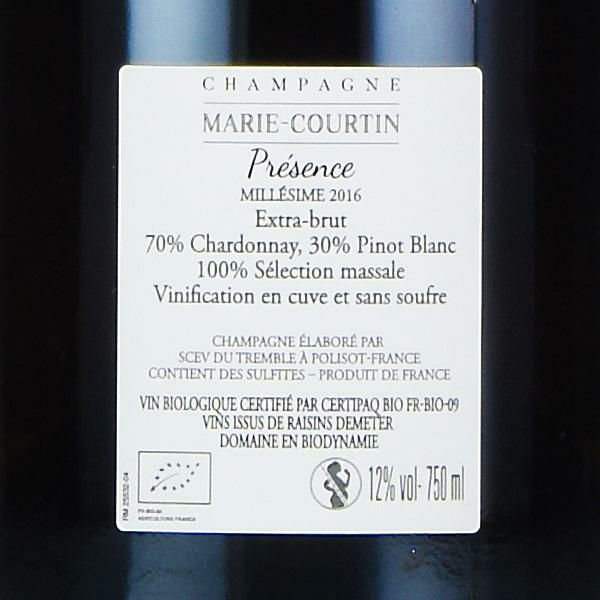 CHAMPAGNE
MARIE-COURTIN
Présence
MILLÉSIME 2016
Extra-brut
70% Chardonnay, 30% Pinot Blanc
100% Sélection massale
Vinification en cuve et sans soufre
CHAMPAGNE ÉLABORÉ PAR
SCEV DU TREMBLE À POLISOT-FRANCE
CONTIENT DES SULFITES – PRODUIT DE FRANCE
VIN BIOLOGIQUE CERTIFIÉ PAR CERTIPAQ BIO FR-BIO-09
VINS ISSUS DE RAISINS DEMETER
DOMAINE EN BIODYNAMIE
12% vol- 750 ml
AGRICULTURE FRANCE